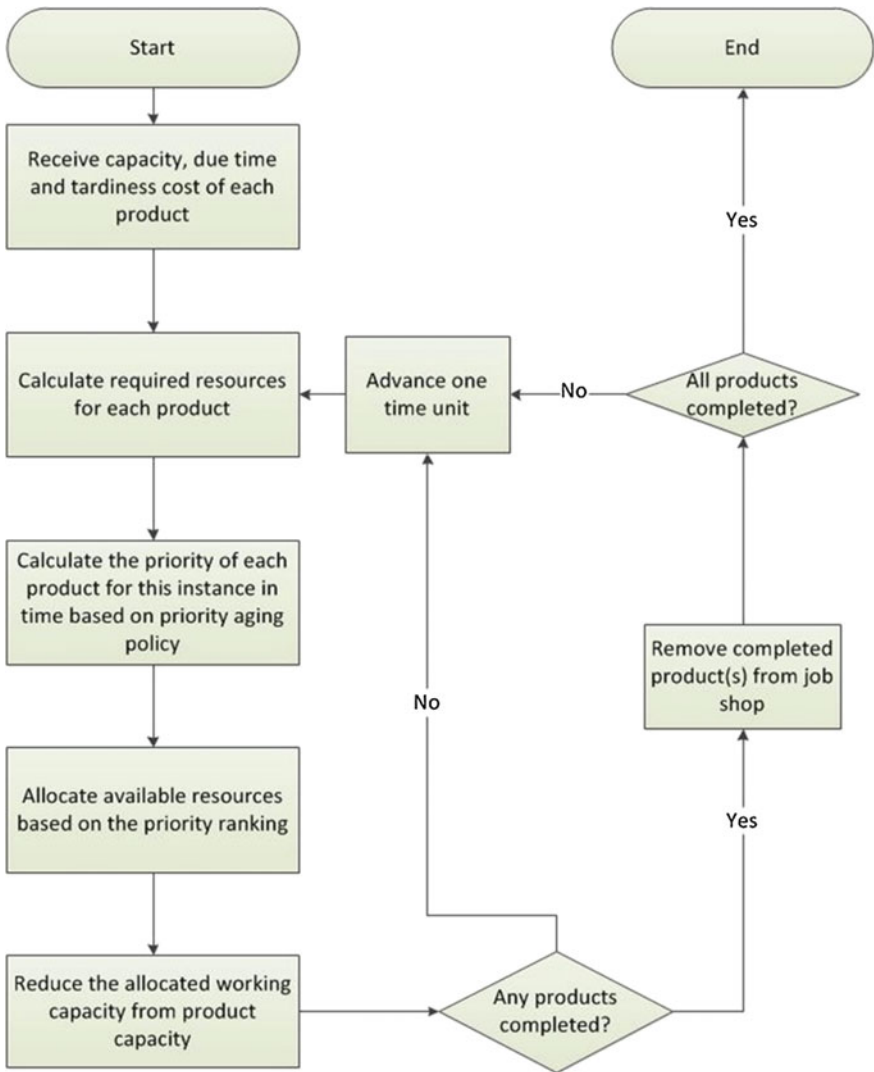 Start
Receive capacity, due time
and tardiness cost of each
product
Calculate required resources
for each product
Calculate the priority of each
product for this instance in
time based on priority aging
policy
Allocate available resources
based on the priority ranking
Reduce the allocated working
capacity from product
capacity
Any products
completed?
No
Advance one
time unit
Yes
Remove completed
product(s) from job
shop
All products
completed?
No
Yes
End